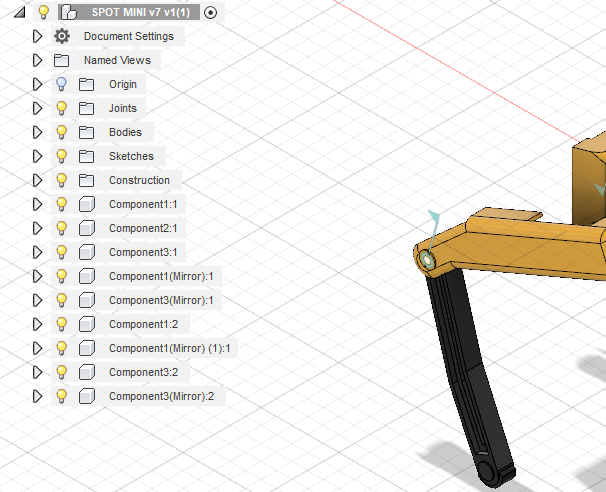 SPOT MINI v7 v1(1)
Document Settings
Named Views
Origin
Joints
Bodies
Sketches
Construction
Component1:1
Component2:1
Component3:1
Component1(Mirror):1
Component3(Mirror):1
Component1:2
Component1(Mirror) (1):1
Component3:2
Component3(Mirror):2